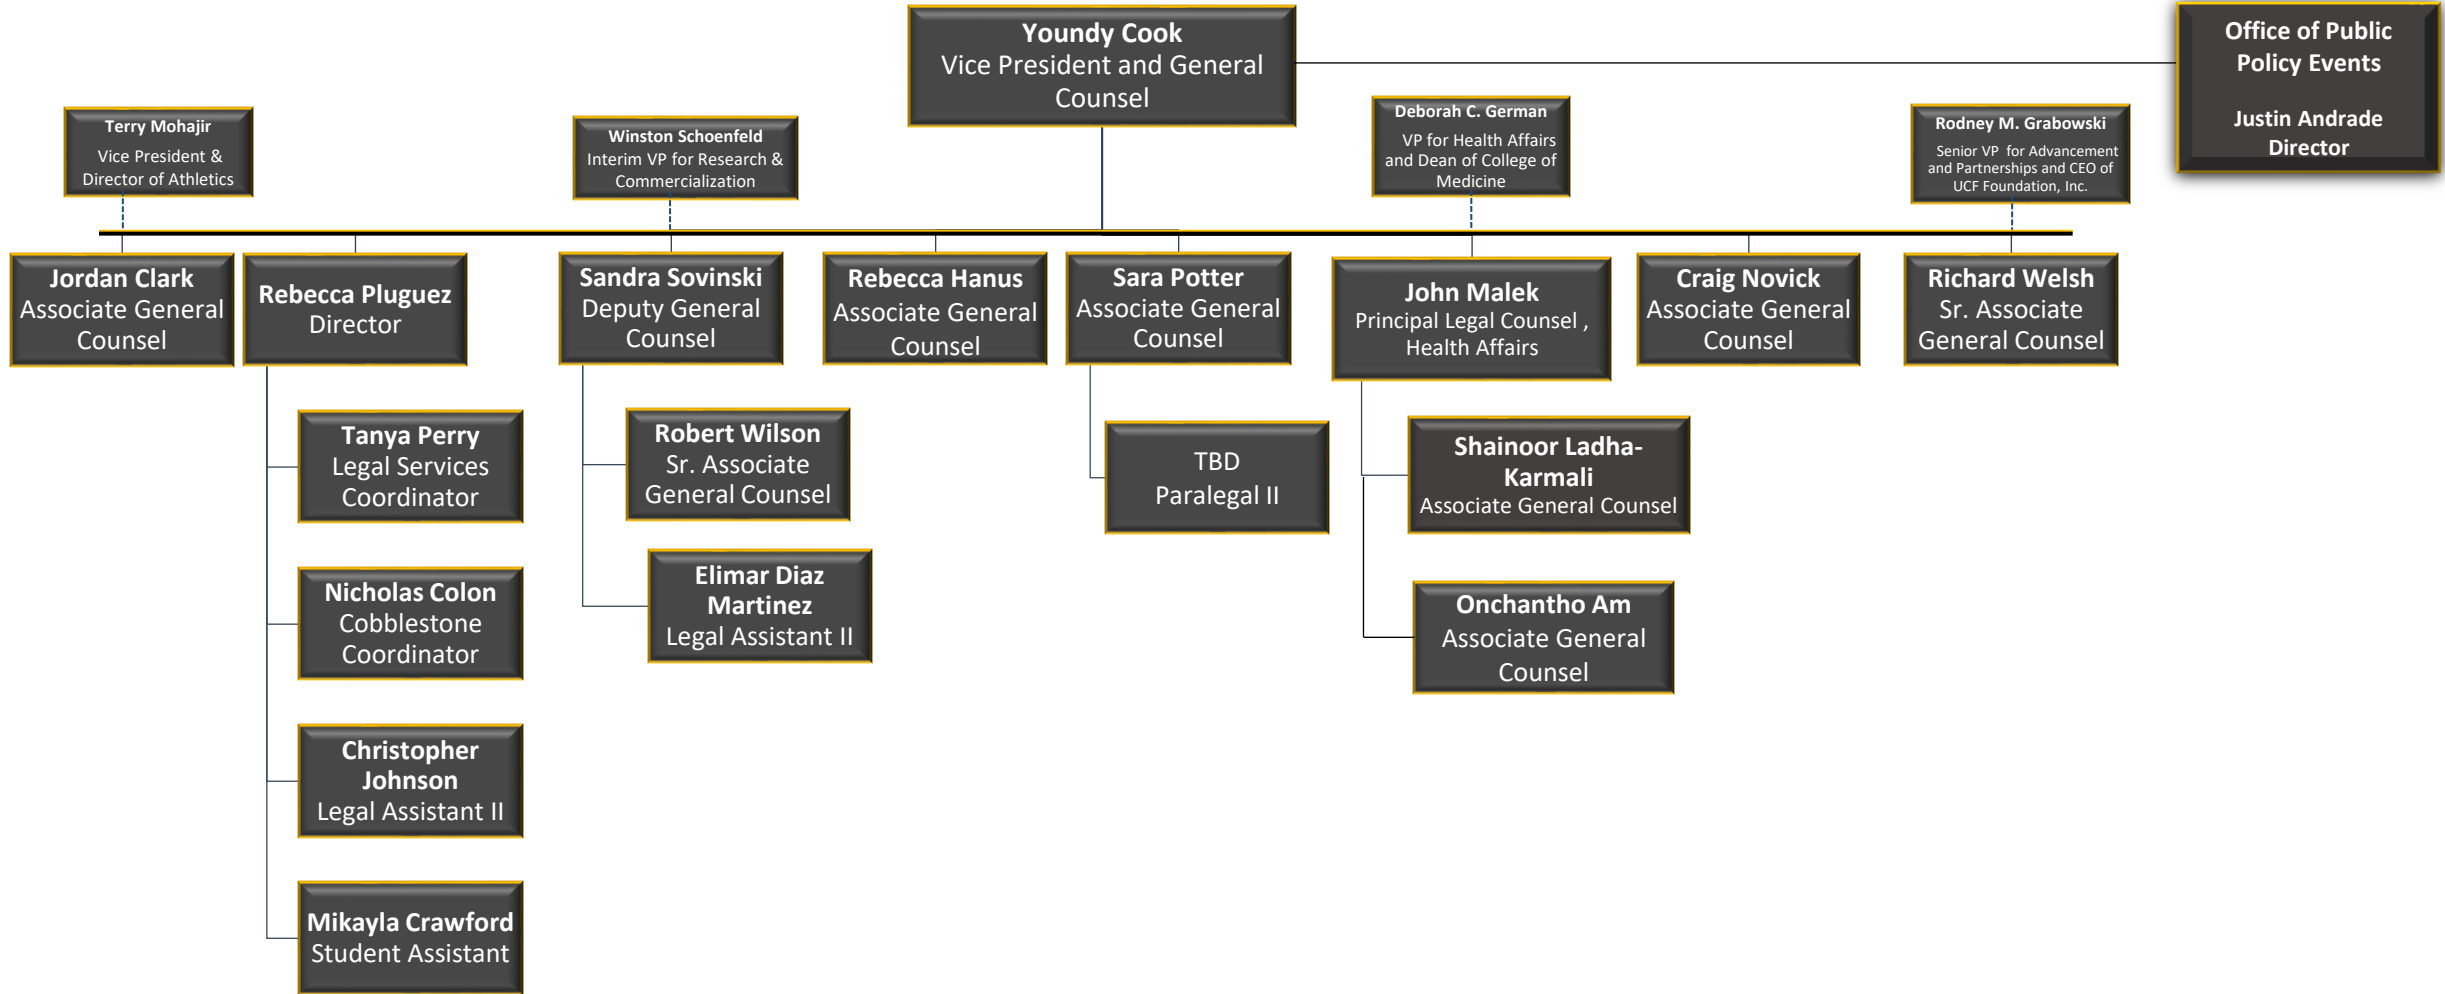 Youndy Cook
Vice President and General
Counsel
Office of Public
Policy Events
Justin Andrade
Director
Terry Mohajir
Vice President &
Director of Athletics
Winston Schoenfeld
Interim VP for Research &
Commercialization
Deborah C. German
VP for Health Affairs
and Dean of College of
Medicine
Rodney M. Grabowski
Senior VP for Advancement
and Partnerships and CEO of
UCF Foundation, Inc.
Jordan Clark
Associate General
Counsel
Rebecca Pluguez
Director
Sandra Sovinski
Deputy General
Counsel
Rebecca Hanus
Associate General
Counsel
Sara Potter
Associate General
Counsel
John Malek
Principal Legal Counsel ,
Health Affairs
Craig Novick
Associate General
Counsel
Richard Welsh
Sr. Associate
General Counsel
Tanya Perry
Legal Services
Coordinator
Robert Wilson
Sr. Associate
General Counsel
TBD
Paralegal II
Shainoor Ladha-
Karmali
Associate General Counsel
Nicholas Colon
Cobblestone
Coordinator
Elimar Diaz
Martinez
Legal Assistant II
Onchantho Am
Associate General
Counsel
Christopher
Johnson
Legal Assistant II
Mikayla Crawford
Student Assistant